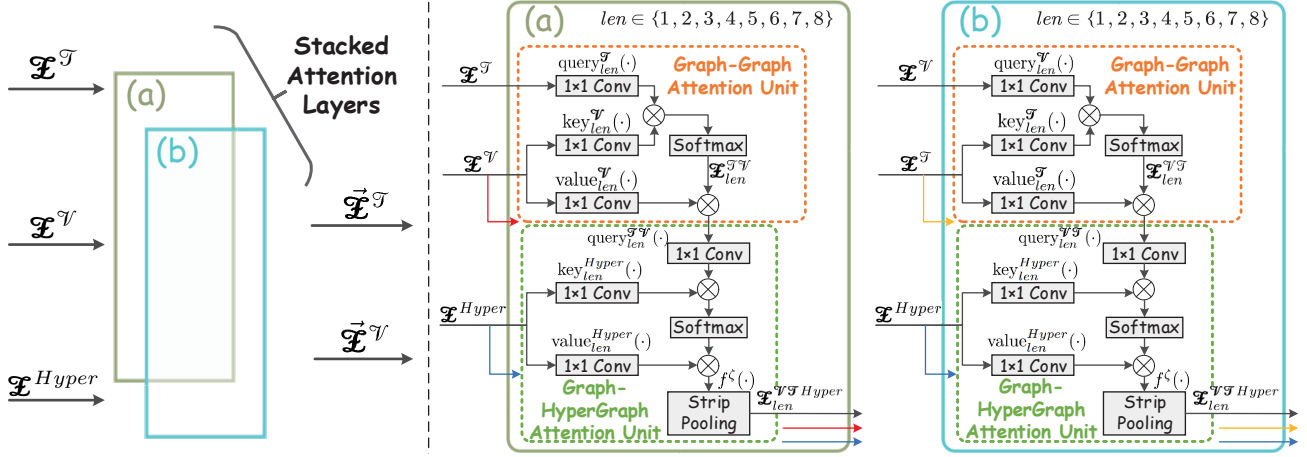 𝓧^𝒯
𝓧^𝒱
𝓧^Hyper
(a)
(b)
Stacked
Attention
Layers
𝓧⃗^𝒯
𝓧⃗^𝒱
(a)
len ∈ {1, 2, 3, 4, 5, 6, 7, 8}
Graph-Graph
Attention Unit
𝓧^𝒯
query^𝒯_len(·)
1×1 Conv
key^𝒱_len(·)
1×1 Conv
Softmax
𝓧^𝒱
𝓧^𝒯𝒱_len
value^𝒱_len(·)
1×1 Conv
query^𝒯𝒱_len(·)
1×1 Conv
key^Hyper_len(·)
1×1 Conv
𝓧^Hyper
Softmax
value^Hyper_len(·)
1×1 Conv
f^ζ(·)
Graph-
HyperGraph
Attention Unit
Strip
Pooling
𝓧^𝒱𝒯Hyper_len
(b)
len ∈ {1, 2, 3, 4, 5, 6, 7, 8}
Graph-Graph
Attention Unit
𝓧^𝒱
query^𝒱_len(·)
1×1 Conv
key^𝒯_len(·)
1×1 Conv
Softmax
𝓧^𝒯
𝓧^𝒱𝒯_len
value^𝒯_len(·)
1×1 Conv
query^𝒱𝒯_len(·)
1×1 Conv
key^Hyper_len(·)
1×1 Conv
𝓧^Hyper
Softmax
value^Hyper_len(·)
1×1 Conv
f^ζ(·)
Graph-
HyperGraph
Attention Unit
Strip
Pooling
𝓧^𝒱𝒯Hyper_len